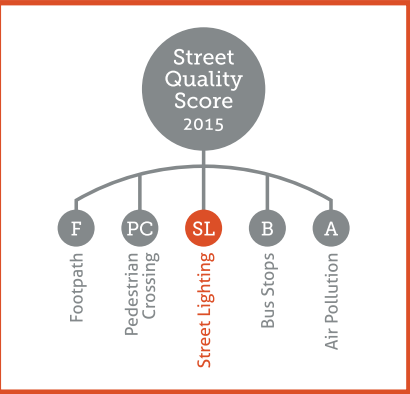 Street
Quality
Score
2015
F
PC
SL
B
A
Footpath
Pedestrian
Crossing
Street Lighting
Bus Stops
Air Pollution